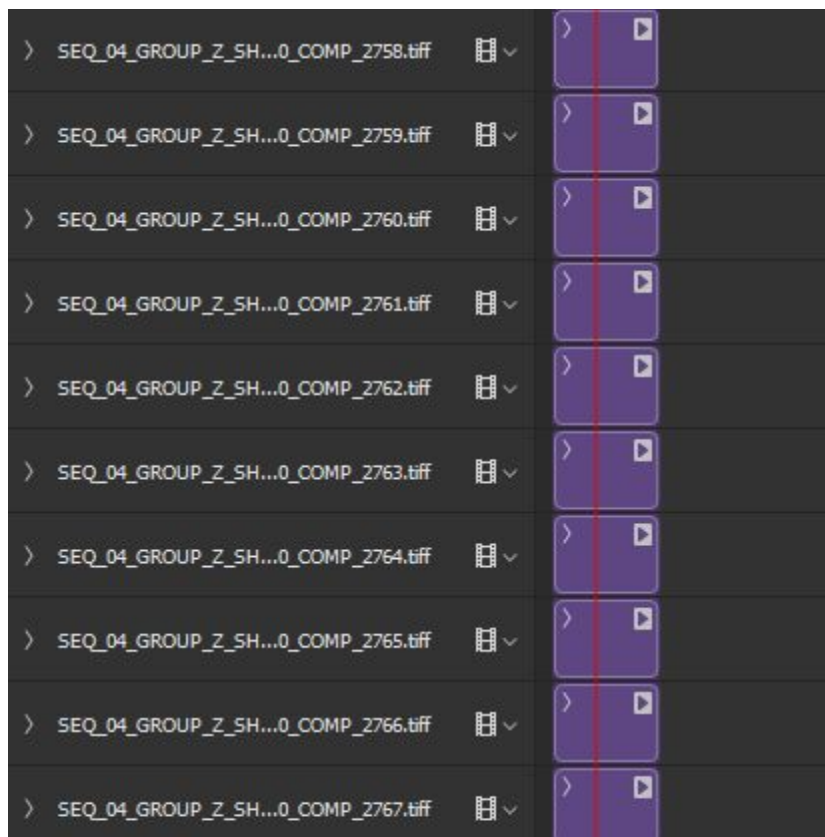 SEQ_04_GROUP_Z_SH...0_COMP_2758.tiff
SEQ_04_GROUP_Z_SH...0_COMP_2759.tiff
SEQ_04_GROUP_Z_SH...0_COMP_2760.tiff
SEQ_04_GROUP_Z_SH...0_COMP_2761.tiff
SEQ_04_GROUP_Z_SH...0_COMP_2762.tiff
SEQ_04_GROUP_Z_SH...0_COMP_2763.tiff
SEQ_04_GROUP_Z_SH...0_COMP_2764.tiff
SEQ_04_GROUP_Z_SH...0_COMP_2765.tiff
SEQ_04_GROUP_Z_SH...0_COMP_2766.tiff
SEQ_04_GROUP_Z_SH...0_COMP_2767.tiff